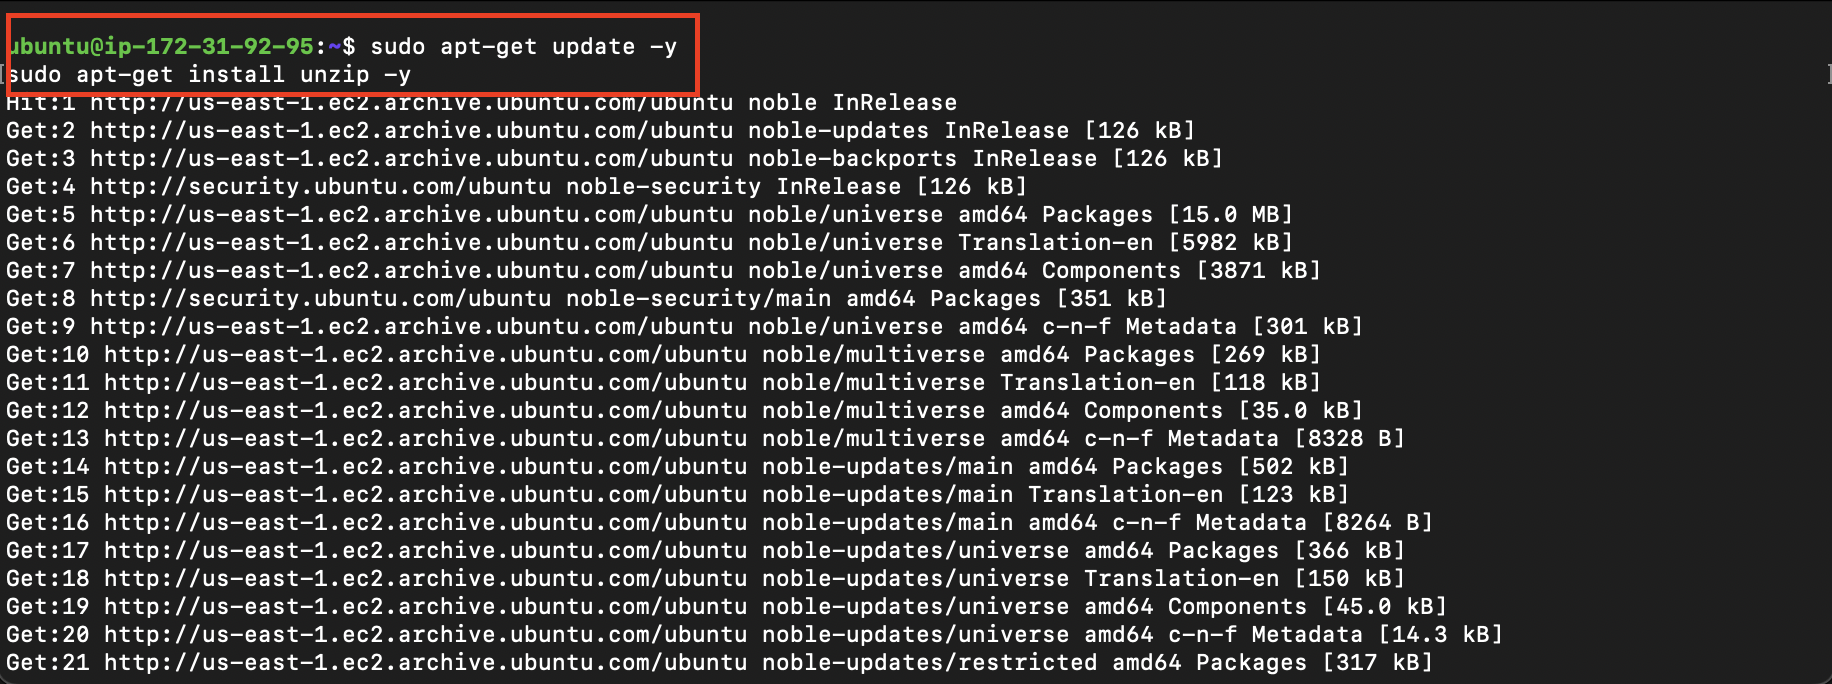 ubuntu@ip-172-31-92-95:~$ sudo apt-get update -y
sudo apt-get install unzip -y
Hit:1 http://us-east-1.ec2.archive.ubuntu.com/ubuntu noble InRelease
Get:2 http://us-east-1.ec2.archive.ubuntu.com/ubuntu noble-updates InRelease [126 kB]
Get:3 http://us-east-1.ec2.archive.ubuntu.com/ubuntu noble-backports InRelease [126 kB]
Get:4 http://security.ubuntu.com/ubuntu noble-security InRelease [126 kB]
Get:5 http://us-east-1.ec2.archive.ubuntu.com/ubuntu noble/universe amd64 Packages [15.0 MB]
Get:6 http://us-east-1.ec2.archive.ubuntu.com/ubuntu noble/universe Translation-en [5982 kB]
Get:7 http://us-east-1.ec2.archive.ubuntu.com/ubuntu noble/universe amd64 Components [3871 kB]
Get:8 http://security.ubuntu.com/ubuntu noble-security/main amd64 Packages [351 kB]
Get:9 http://us-east-1.ec2.archive.ubuntu.com/ubuntu noble/universe amd64 c-n-f Metadata [301 kB]
Get:10 http://us-east-1.ec2.archive.ubuntu.com/ubuntu noble/multiverse amd64 Packages [269 kB]
Get:11 http://us-east-1.ec2.archive.ubuntu.com/ubuntu noble/multiverse Translation-en [118 kB]
Get:12 http://us-east-1.ec2.archive.ubuntu.com/ubuntu noble/multiverse amd64 Components [35.0 kB]
Get:13 http://us-east-1.ec2.archive.ubuntu.com/ubuntu noble/multiverse amd64 c-n-f Metadata [8328 B]
Get:14 http://us-east-1.ec2.archive.ubuntu.com/ubuntu noble-updates/main amd64 Packages [502 kB]
Get:15 http://us-east-1.ec2.archive.ubuntu.com/ubuntu noble-updates/main Translation-en [123 kB]
Get:16 http://us-east-1.ec2.archive.ubuntu.com/ubuntu noble-updates/main amd64 c-n-f Metadata [8264 B]
Get:17 http://us-east-1.ec2.archive.ubuntu.com/ubuntu noble-updates/universe amd64 Packages [366 kB]
Get:18 http://us-east-1.ec2.archive.ubuntu.com/ubuntu noble-updates/universe Translation-en [150 kB]
Get:19 http://us-east-1.ec2.archive.ubuntu.com/ubuntu noble-updates/universe amd64 Components [45.0 kB]
Get:20 http://us-east-1.ec2.archive.ubuntu.com/ubuntu noble-updates/universe amd64 c-n-f Metadata [14.3 kB]
Get:21 http://us-east-1.ec2.archive.ubuntu.com/ubuntu noble-updates/restricted amd64 Packages [317 kB]